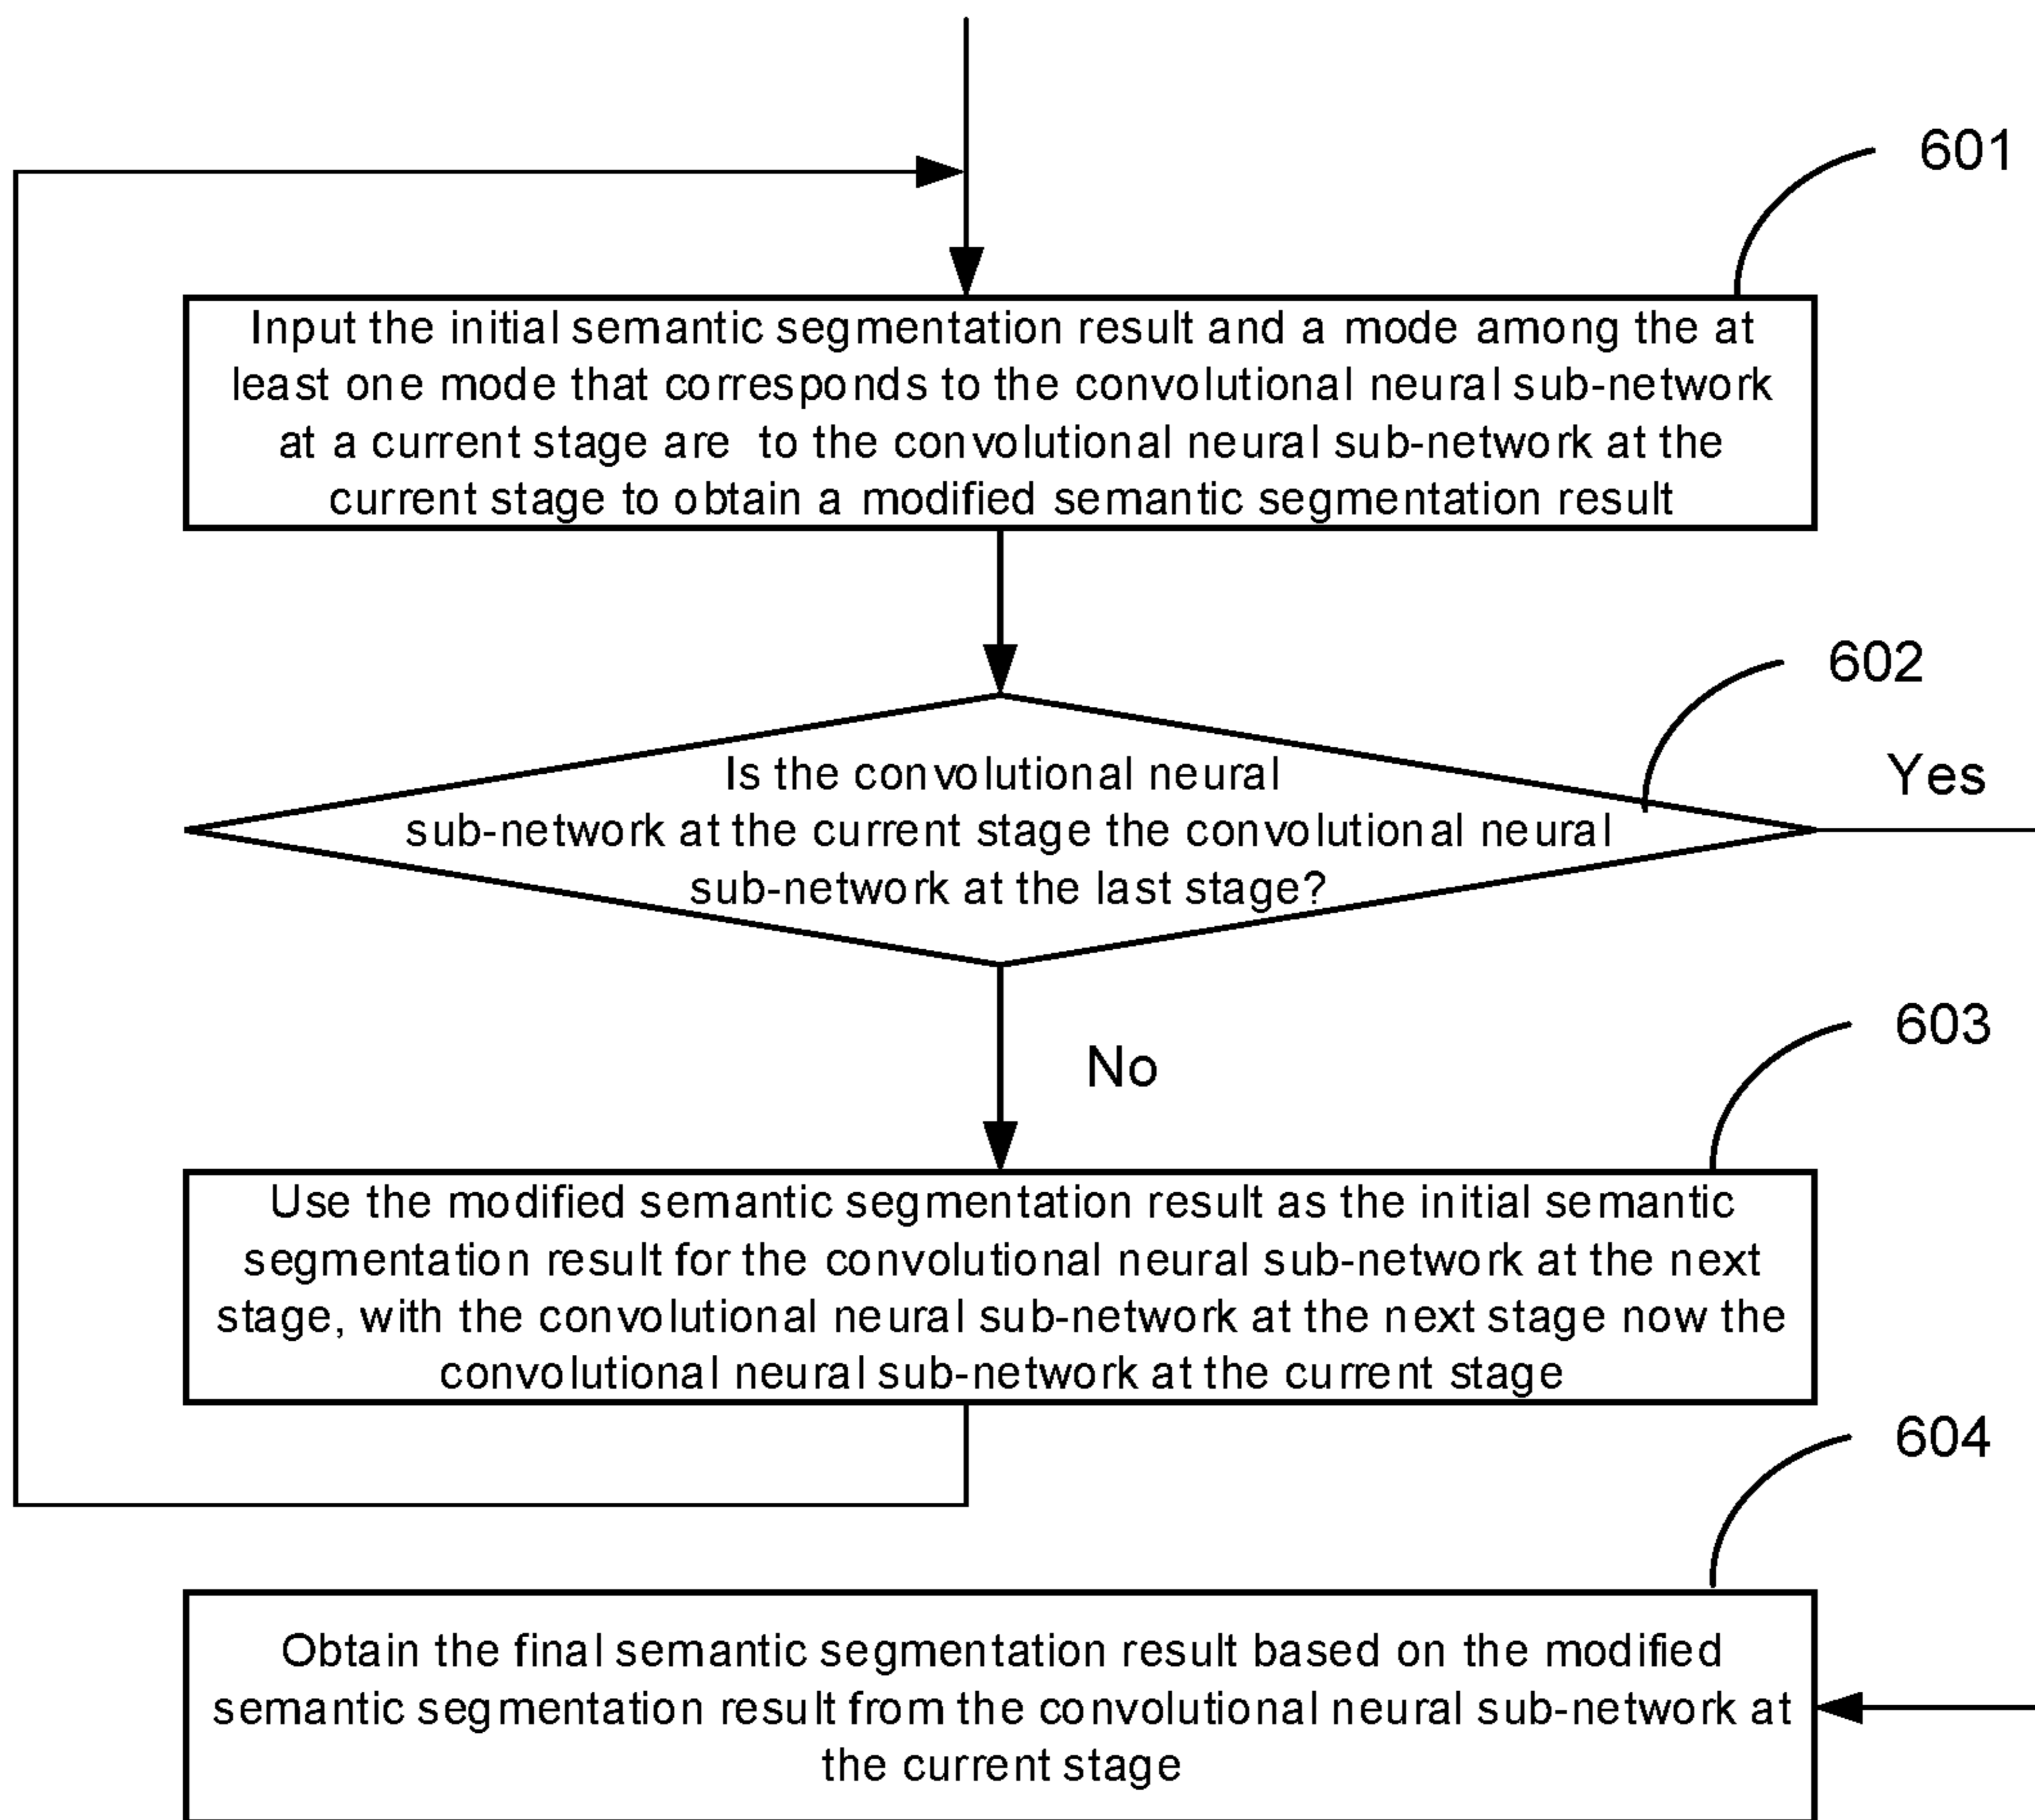 601
Input the initial semantic segmentation result and a mode among the at
least one mode that corresponds to the convolutional neural sub-network
at a current stage are to the convolutional neural sub-network at the
current stage to obtain a modified semantic segmentation result
602
Is the convolutional neural
sub-network at the current stage the convolutional neural
sub-network at the last stage?
Yes
No
603
Use the modified semantic segmentation result as the initial semantic
segmentation result for the convolutional neural sub-network at the next
stage, with the convolutional neural sub-network at the next stage now the
convolutional neural sub-network at the current stage
604
Obtain the final semantic segmentation result based on the modified
semantic segmentation result from the convolutional neural sub-network at
the current stage